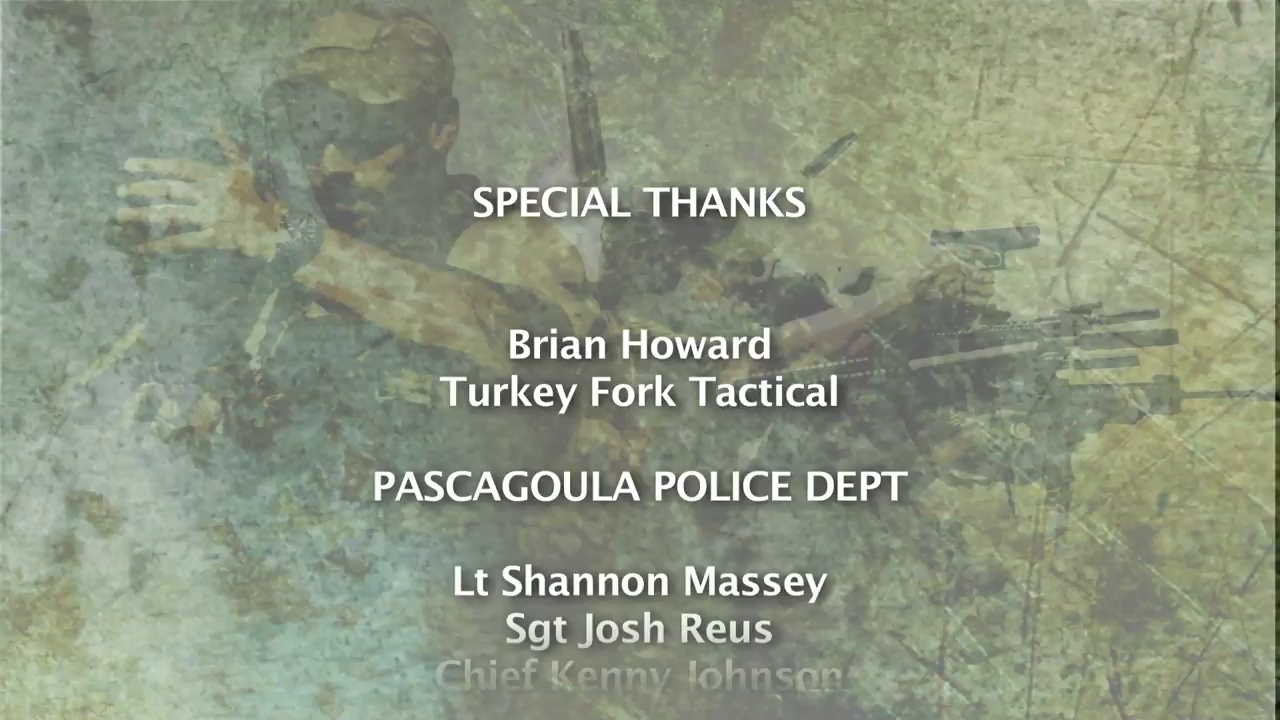 SPECIAL THANKS
Brian Howard
Turkey Fork Tactical
PASCAGOULA POLICE DEPT
Lt Shannon Massey
Sgt Josh Reus
Chief Kenny Johnson